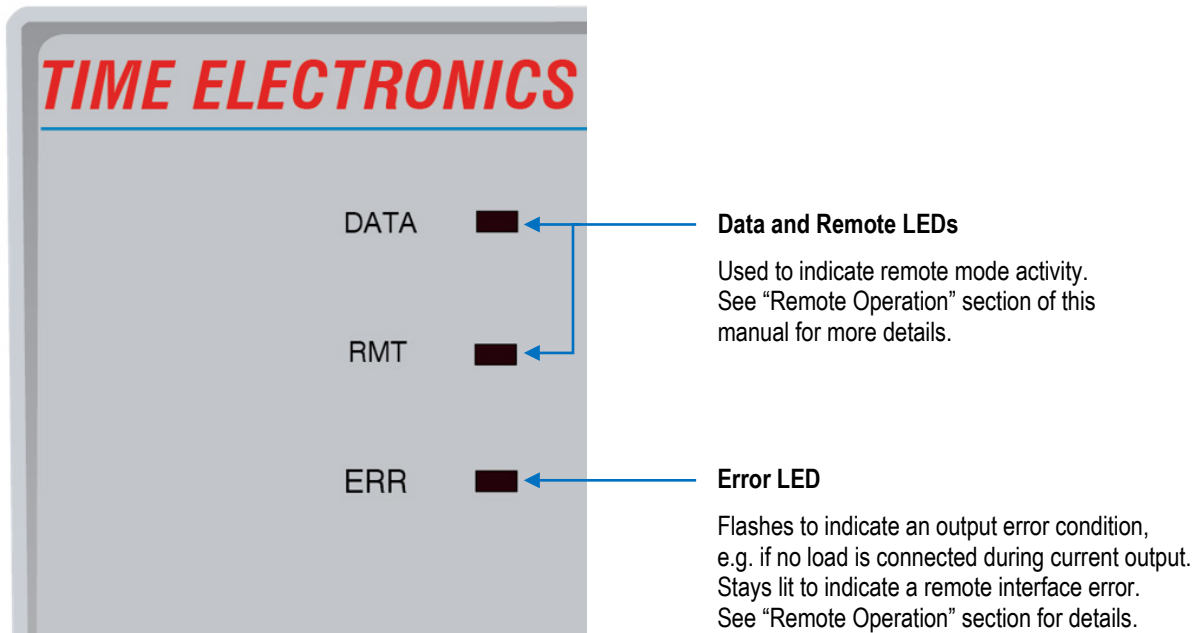 TIME ELECTRONICS
DATA
RMT
ERR
Data and Remote LEDs
Used to indicate remote mode activity.
See “Remote Operation” section of this
manual for more details.
Error LED
Flashes to indicate an output error condition,
e.g. if no load is connected during current output.
Stays lit to indicate a remote interface error.
See “Remote Operation” section for details.